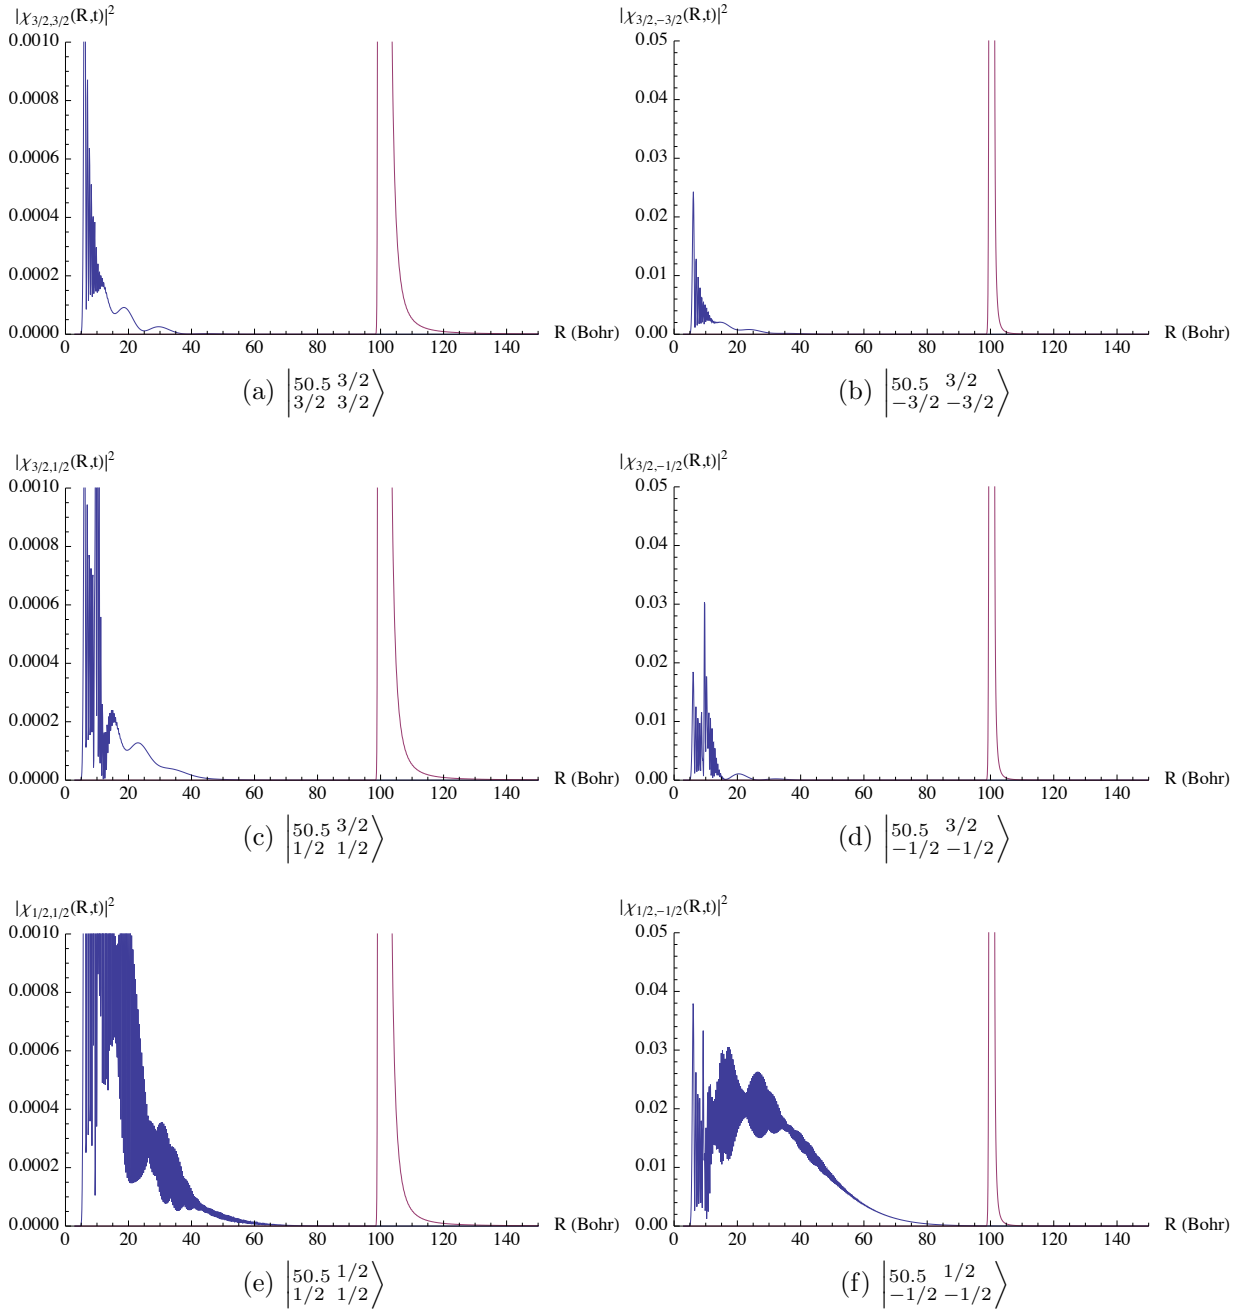 |χ3/2,3/2(R,t)|²
0.0010
0.0008
0.0006
0.0004
0.0002
0.0000
0 20 40 60 80 100 120 140 R (Bohr)
(a) |50.5 3/2
3/2 3/2⟩
|χ3/2,−3/2(R,t)|²
0.05
0.04
0.03
0.02
0.01
0.00
0 20 40 60 80 100 120 140 R (Bohr)
(b) |50.5 3/2
−3/2 −3/2⟩
|χ3/2,1/2(R,t)|²
0.0010
0.0008
0.0006
0.0004
0.0002
0.0000
0 20 40 60 80 100 120 140 R (Bohr)
(c) |50.5 3/2
1/2 1/2⟩
|χ3/2,−1/2(R,t)|²
0.05
0.04
0.03
0.02
0.01
0.00
0 20 40 60 80 100 120 140 R (Bohr)
(d) |50.5 3/2
−1/2 −1/2⟩
|χ1/2,1/2(R,t)|²
0.0010
0.0008
0.0006
0.0004
0.0002
0.0000
0 20 40 60 80 100 120 140 R (Bohr)
(e) |50.5 1/2
1/2 1/2⟩
|χ1/2,−1/2(R,t)|²
0.05
0.04
0.03
0.02
0.01
0.00
0 20 40 60 80 100 120 140 R (Bohr)
(f) |50.5 1/2
−1/2 −1/2⟩